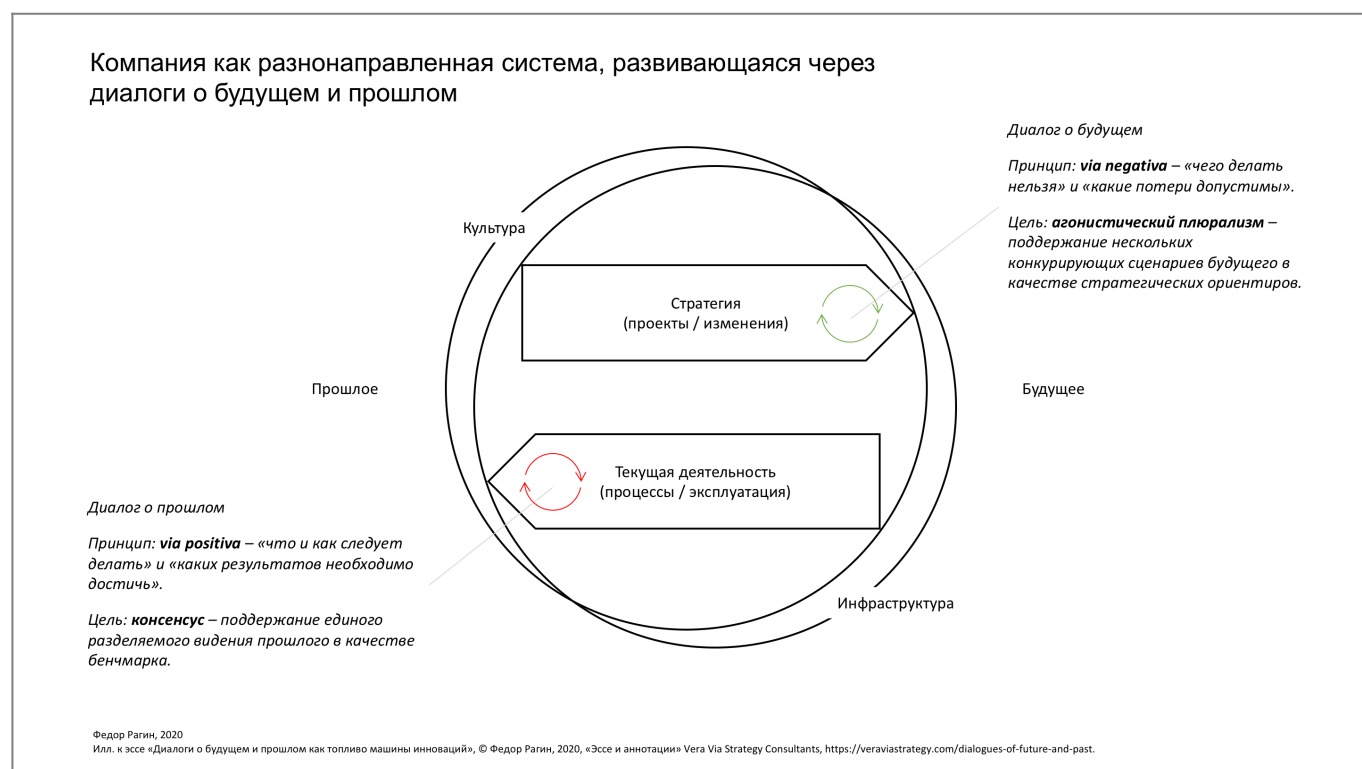 Компания как разнонаправленная система, развивающаяся через
диалоги о будущем и прошлом
Диалог о будущем
Принцип: via negativa – «чего делать
нельзя» и «какие потери допустимы».
Цель: агонистический плюрализм –
поддержание нескольких
конкурирующих сценариев будущего в
качестве стратегических ориентиров.
Культура
Стратегия
(проекты / изменения)
Прошлое
Будущее
Текущая деятельность
(процессы / эксплуатация)
Диалог о прошлом
Принцип: via positiva – «что и как следует
делать» и «каких результатов необходимо
достичь».
Цель: консенсус – поддержание единого
разделяемого видения прошлого в качестве
бенчмарка.
Инфраструктура
Федор Рагин, 2020
Илл. к эссе «Диалоги о будущем и прошлом как топливо машины инноваций», © Федор Рагин, 2020, «Эссе и аннотации» Vera Via Strategy Consultants, https://veraviastrategy.com/dialogues-of-future-and-past.